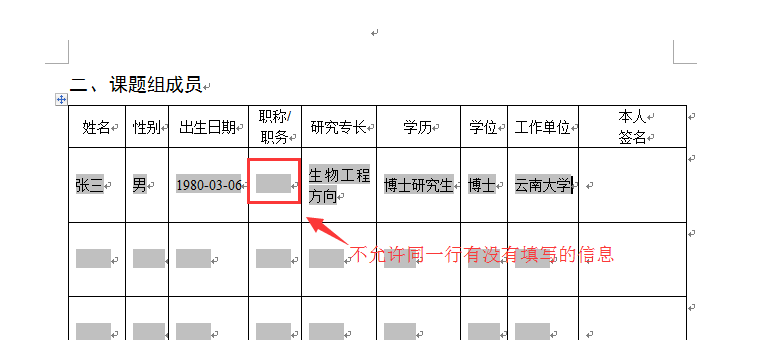 二、课题组成员
姓名 性别 出生日期 职称/ 研究专长 学历 学位 工作单位 本人
职务 签名
张三 男 1980-03-06 生物工程 博士研究生 博士 云南大学
方向
不允许同一行有没有填写的信息